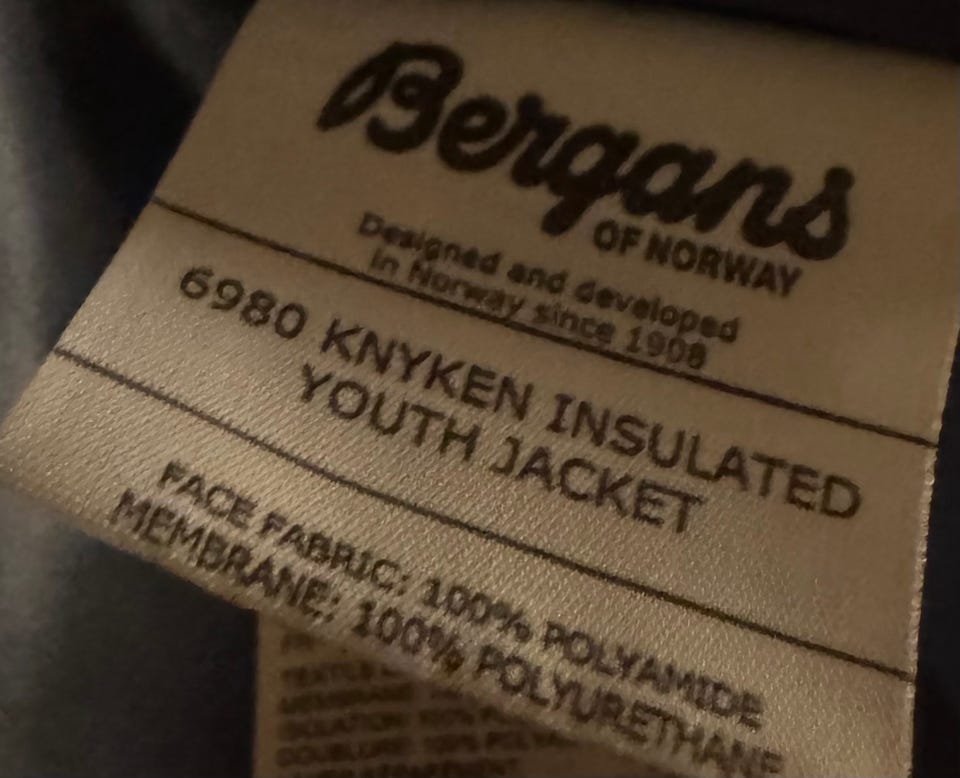 Bergans
OF NORWAY
Designed and developed
in Norway since 1908
6980 KNYKEN INSULATED
YOUTH JACKET
FACE FABRIC: 100% POLYAMIDE
MEMBRANE: 100% POLYURETHANE